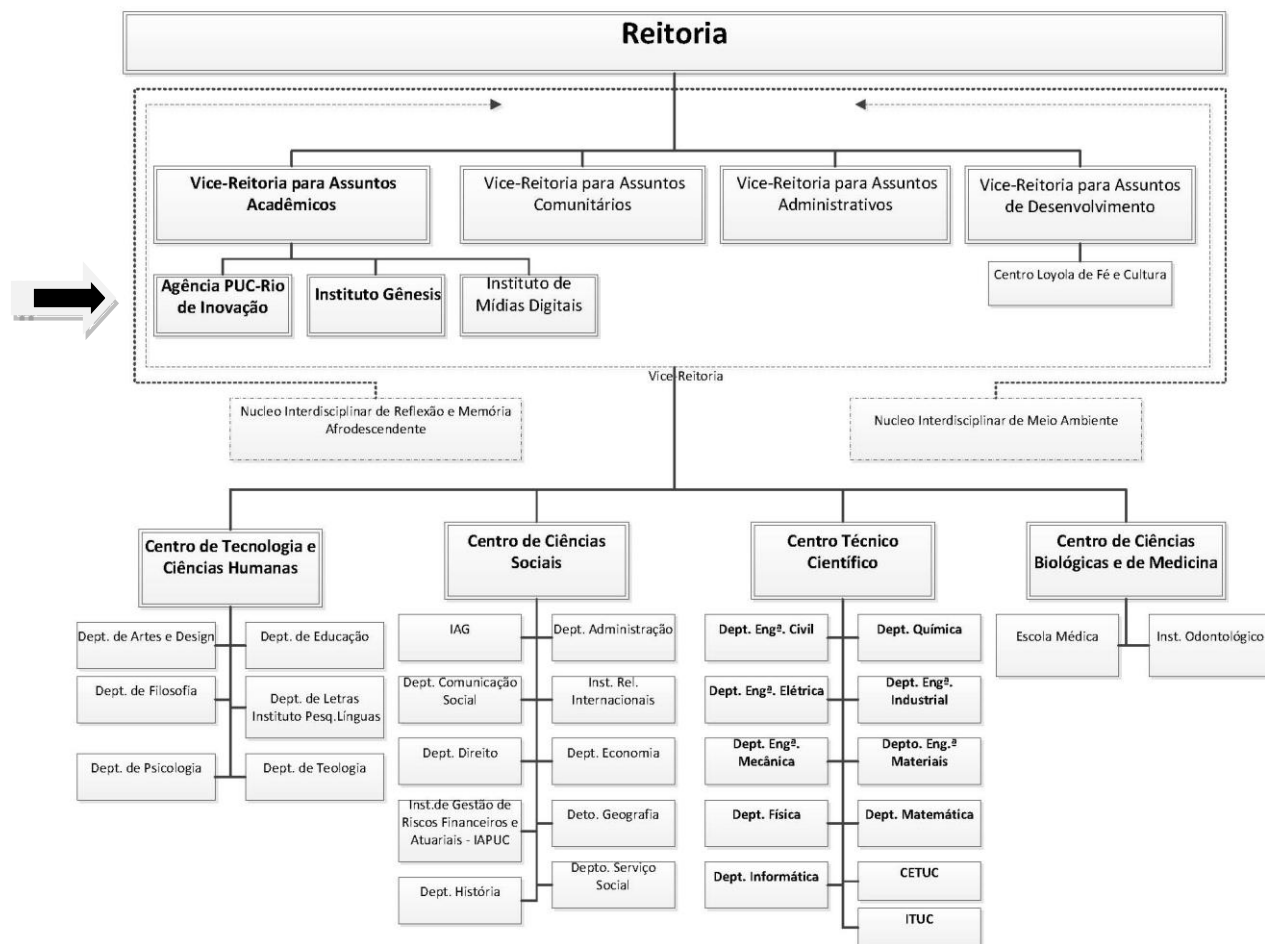 Reitoria
Vice-Reitoria para Assuntos
Acadêmicos
Vice-Reitoria para Assuntos
Comunitários
Vice-Reitoria para Assuntos
Administrativos
Vice-Reitoria para Assuntos
de Desenvolvimento
Agência PUC-Rio
de Inovação
Instituto Gênesis
Instituto de
Mídias Digitais
Centro Loyola de Fé e Cultura
Vice-Reitoria
Nucleo Interdisciplinar de Reflexão e Memória
Afrodescendente
Nucleo Interdisciplinar de Meio Ambiente
Centro de Tecnologia e
Ciências Humanas
Centro de Ciências
Sociais
Centro Técnico
Científico
Centro de Ciências
Biológicas e de Medicina
Dept. de Artes e Design
Dept. de Educação
Dept. de Filosofia
Dept. de Letras
Instituto Pesq.Línguas
Dept. de Psicologia
Dept. de Teologia
IAG
Dept. Administração
Dept. Comunicação
Social
Inst. Rel.
Internacionais
Dept. Direito
Dept. Economia
Inst.de Gestão de
Riscos Financeiros e
Atuariais - IAPUC
Deto. Geografia
Dept. História
Depto. Serviço
Social
Dept. Engª. Civil
Dept. Química
Dept. Engª. Elétrica
Dept. Engª.
Industrial
Dept. Engª.
Mecânica
Depto. Eng.ª
Materiais
Dept. Física
Dept. Matemática
Dept. Informática
CETUC
ITUC
Escola Médica
Inst. Odontológico